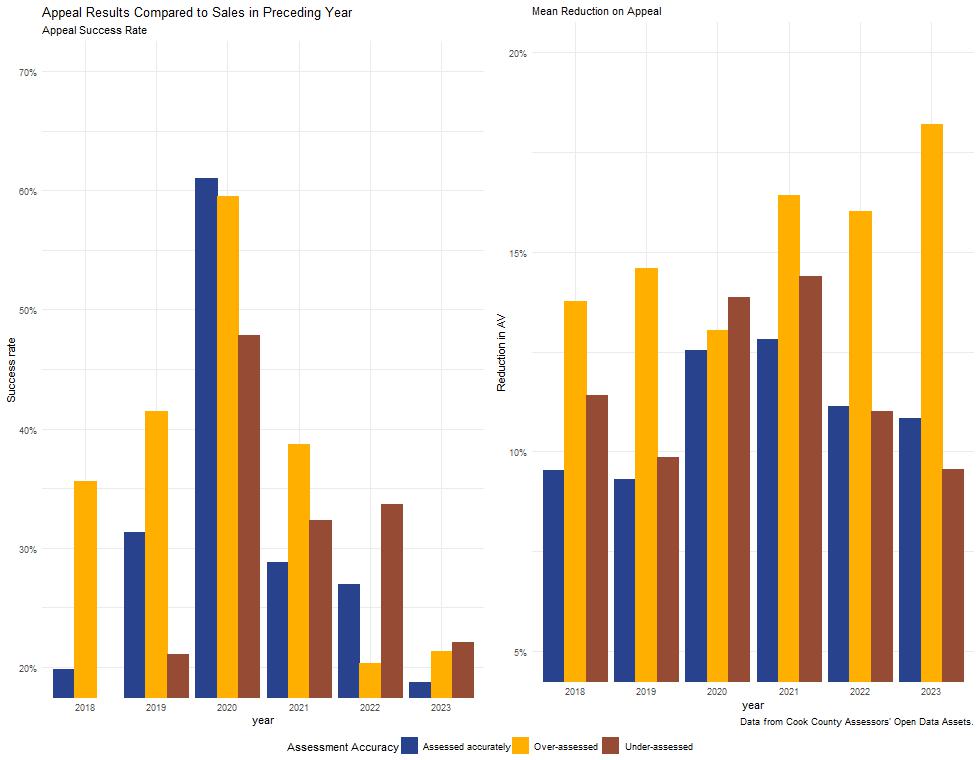 Appeal Results Compared to Sales in Preceding Year
Appeal Success Rate
70%
60%
50%
40%
30%
20%
Success rate
2018 2019 2020 2021 2022 2023
year
Mean Reduction on Appeal
20%
15%
10%
5%
Reduction in AV
2018 2019 2020 2021 2022 2023
year
Data from Cook County Assessors' Open Data Assets.
Assessment Accuracy Assessed accurately Over-assessed Under-assessed